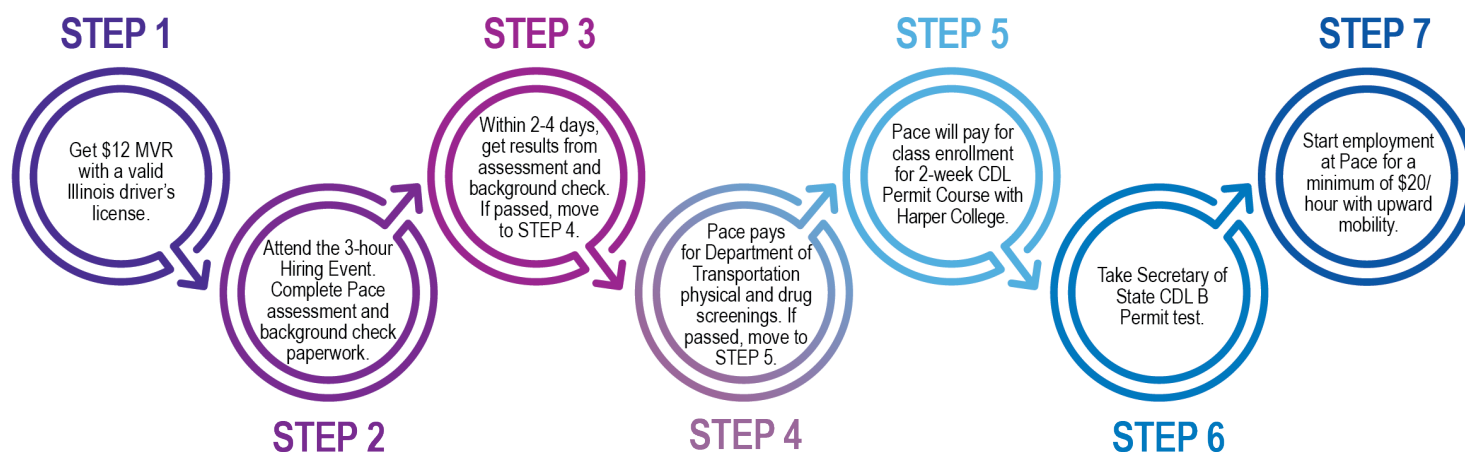 STEP 1
Get $12 MVR
with a valid
Illinois driver's
license.
Attend the 3-hour
Hiring Event.
Complete Pace
assessment and
background check
paperwork.
STEP 2
STEP 3
Within 2-4 days,
get results from
assessment and
background check.
If passed, move
to STEP 4.
Pace pays
for Department of
Transportation
physical and drug
screenings. If
passed, move to
STEP 5.
STEP 4
STEP 5
Pace will pay for
class enrollment
for 2-week CDL
Permit Course with
Harper College.
Take Secretary of
State CDL B
Permit test.
STEP 6
STEP 7
Start employment
at Pace for a
minimum of $20/
hour with upward
mobility.